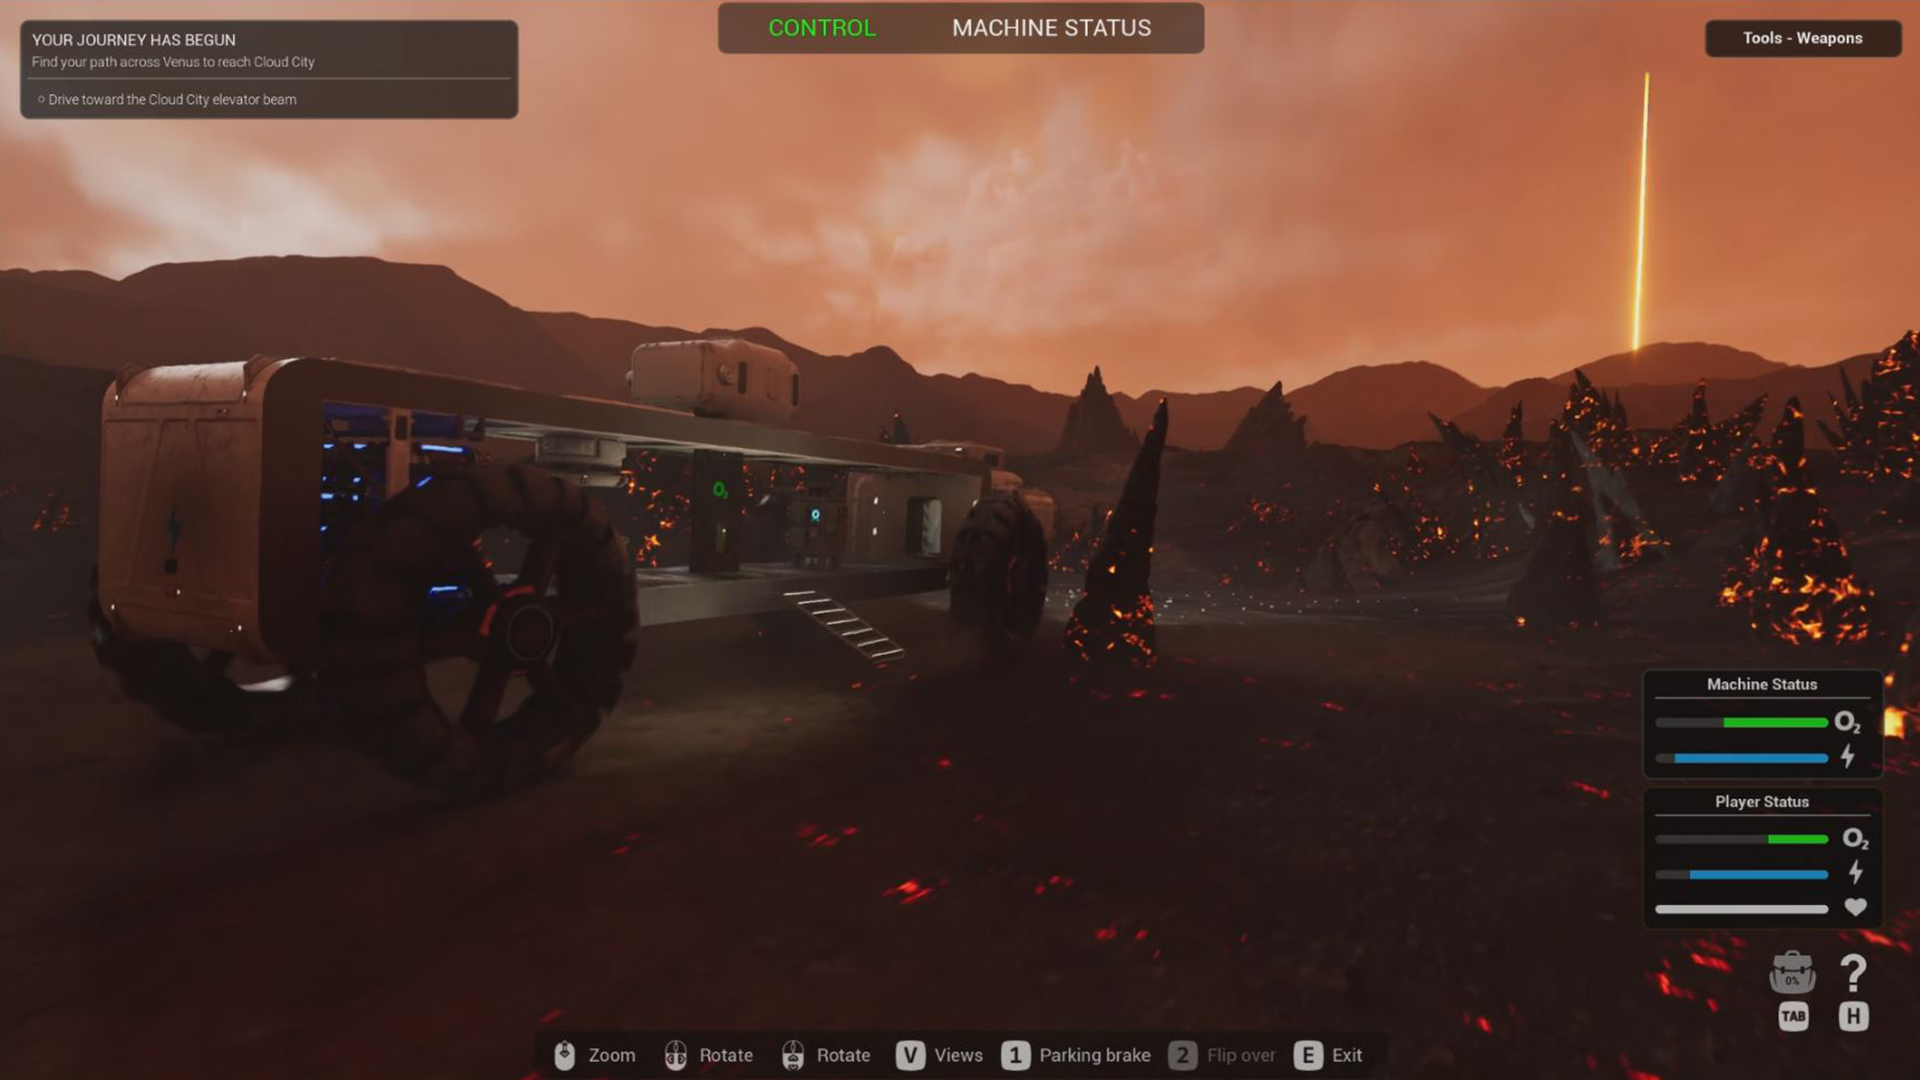 YOUR JOURNEY HAS BEGUN
Find your path across Venus to reach Cloud City
Drive toward the Cloud City elevator beam
CONTROL MACHINE STATUS
Tools - Weapons
O₂
Machine Status
O₂
Player Status
O₂
0%
?
TAB H
Zoom Rotate Rotate V Views 1 Parking brake 2 Flip over E Exit